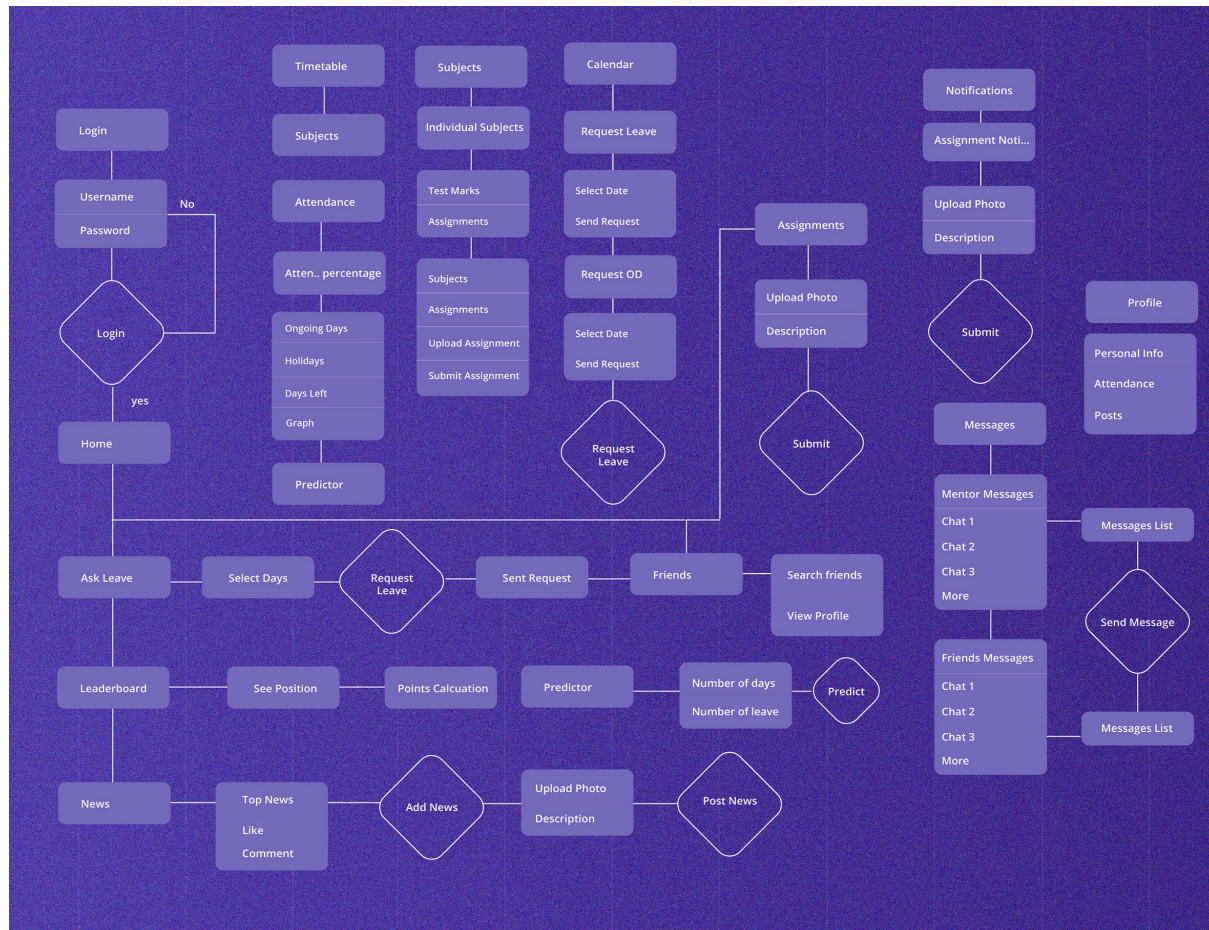 Login
Username
Password
No
Login
yes
Home
Timetable
Subjects
Attendance
Atten.. percentage
Ongoing Days
Holidays
Days Left
Graph
Predictor
Subjects
Individual Subjects
Test Marks
Assignments
Subjects
Assignments
Upload Assignment
Submit Assignment
Calendar
Request Leave
Select Date
Send Request
Request OD
Select Date
Send Request
Request
Leave
Assignments
Upload Photo
Description
Submit
Notifications
Assignment Noti...
Upload Photo
Description
Submit
Profile
Personal Info
Attendance
Posts
Messages
Mentor Messages
Chat 1
Chat 2
Chat 3
More
Messages List
Send Message
Friends Messages
Chat 1
Chat 2
Chat 3
More
Messages List
Ask Leave
Select Days
Request
Leave
Sent Request
Friends
Search friends
View Profile
Leaderboard
See Position
Points Calcuation
Predictor
Number of days
Number of leave
Predict
News
Top News
Like
Comment
Add News
Upload Photo
Description
Post News